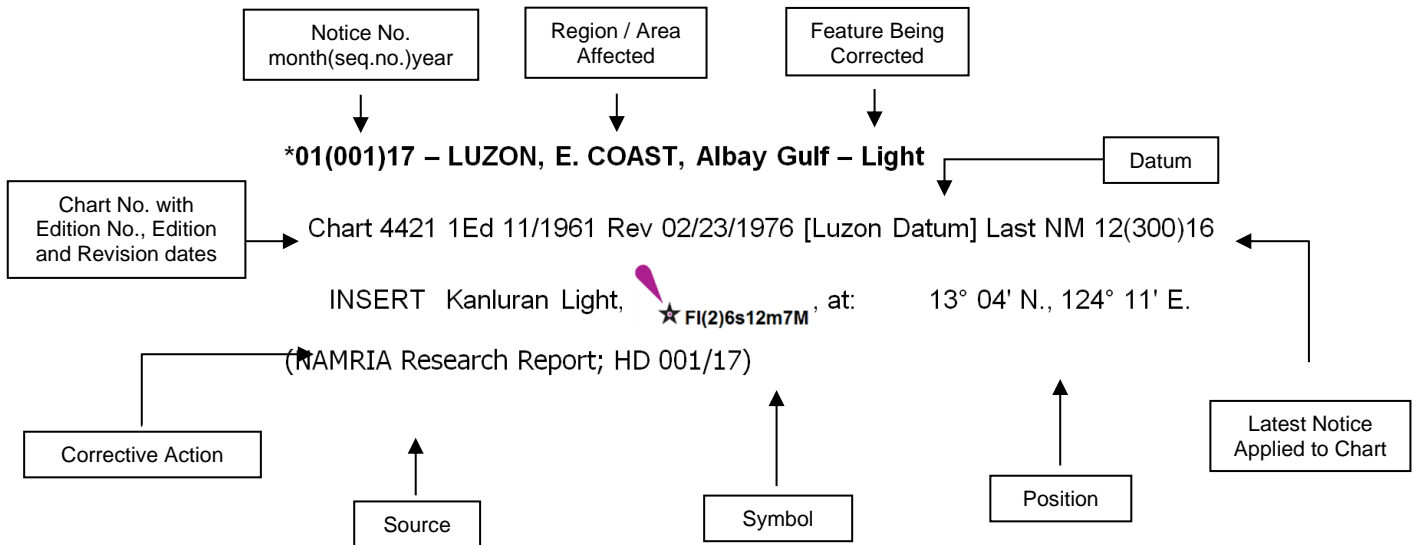 Notice No.
month(seq.no.)year
Region / Area
Affected
Feature Being
Corrected
*01(001)17 – LUZON, E. COAST, Albay Gulf – Light
Datum
Chart No. with
Edition No., Edition
and Revision dates
Chart 4421 1Ed 11/1961 Rev 02/23/1976 [Luzon Datum] Last NM 12(300)16
INSERT Kanluran Light, Fl(2)6s12m7M , at: 13° 04' N., 124° 11' E.
(NAMRIA Research Report; HD 001/17)
Corrective Action
Source
Symbol
Position
Latest Notice
Applied to Chart